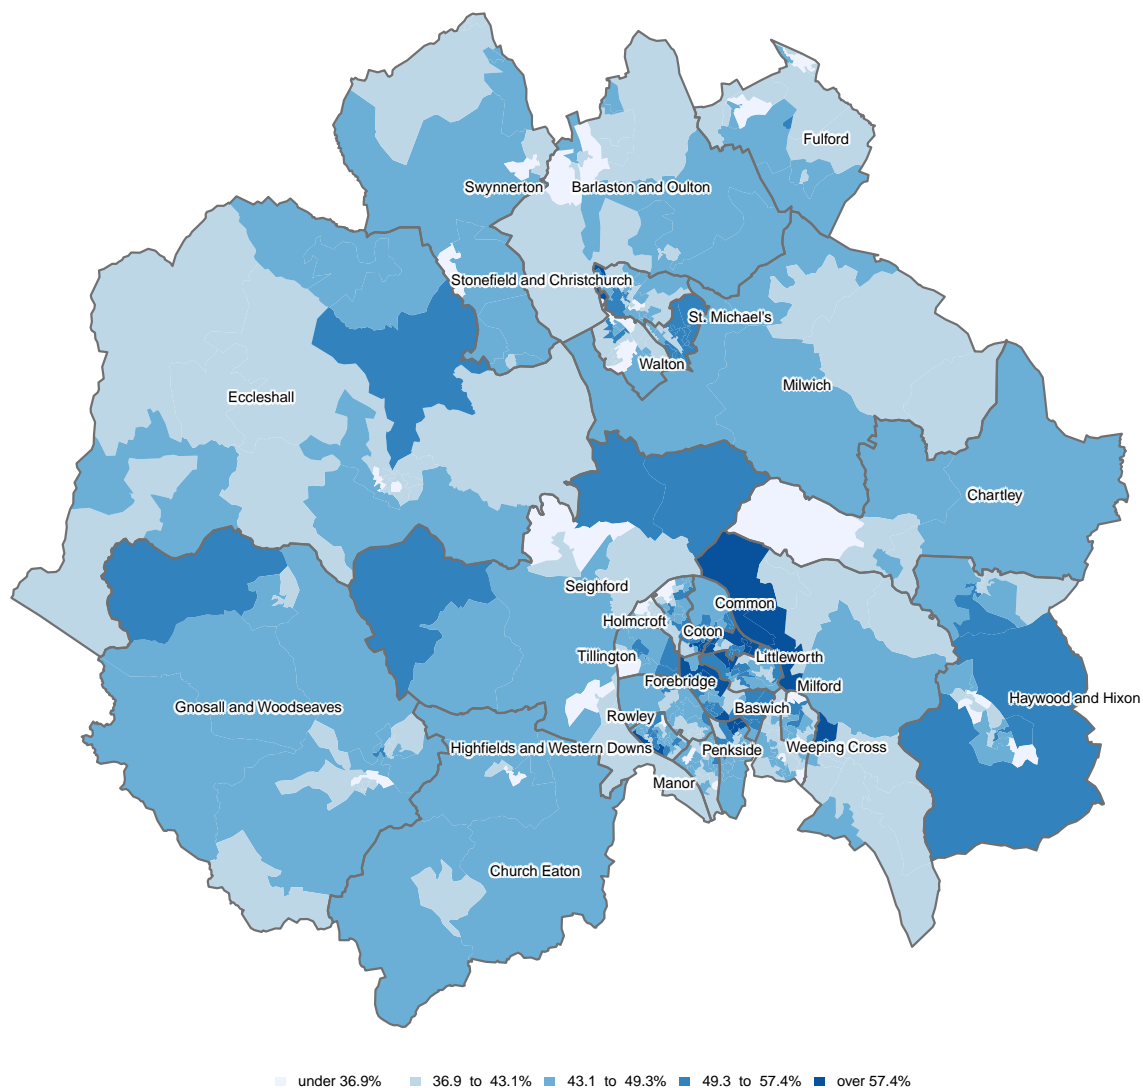 Fulford
Swynnerton
Barlaston and Oulton
Stonefield and Christchurch
St. Michael's
Walton
Milwich
Eccleshall
Chartley
Seighford
Common
Holmcroft
Coton
Tillington
Littleworth
Forebridge
Milford
Haywood and Hixon
Gnosall and Woodseaves
Baswich
Rowley
Highfields and Western Downs
Penkside
Weeping Cross
Manor
Church Eaton
under 36.9% 36.9 to 43.1% 43.1 to 49.3% 49.3 to 57.4% over 57.4%